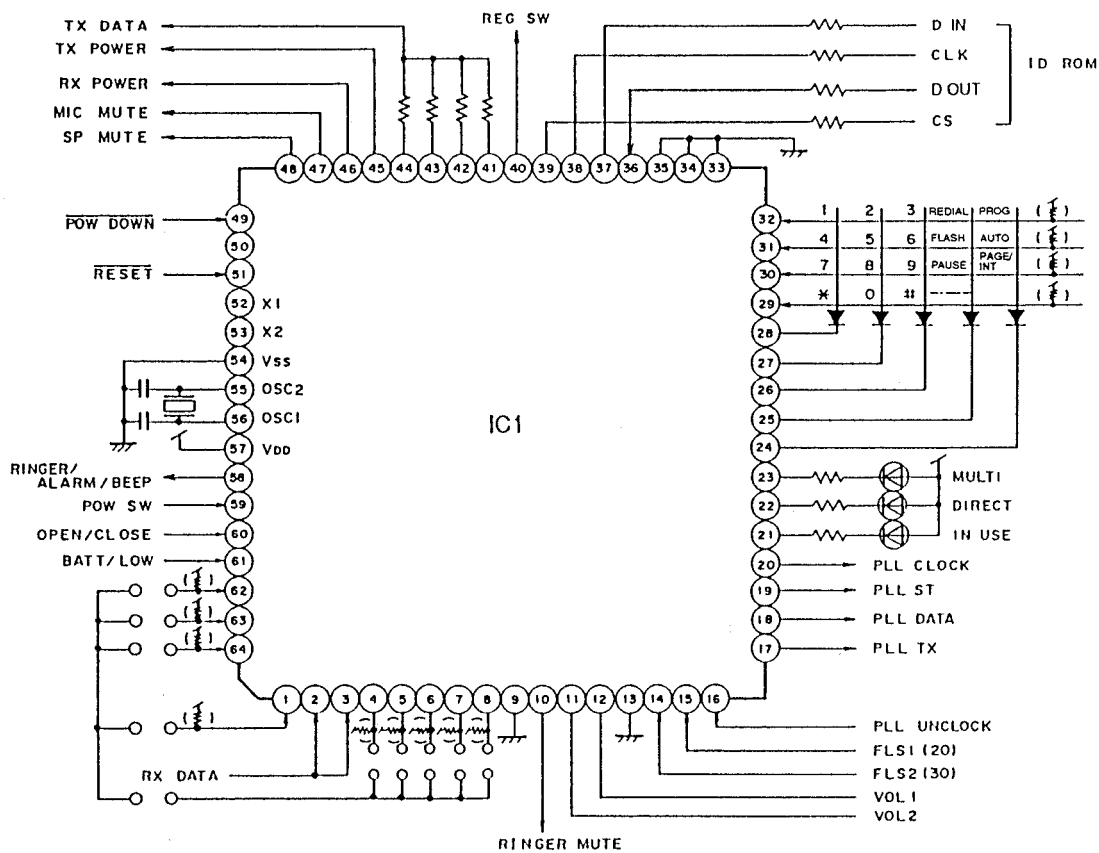 TX DATA
TX POWER
RX POWER
MIC MUTE
SP MUTE
REG SW
D IN
CLK
D OUT
CS
ID ROM
48 47 46 45 44 43 42 41 40 39 38 37 36 35 34 33
POW DOWN 49
50
RESET 51
52 X1
53 X2
54 VSS
55 OSC2
56 OSC1
57 VDD
RINGER/
ALARM/BEEP 58
POW SW 59
OPEN/CLOSE 60
BATT/LOW 61
62
63
64
IC1
32 1 2 3 REDIAL PROG
31 4 5 6 FLASH AUTO
30 7 8 9 PAUSE PAGE/
INT
29 * 0 # -----
28
27
26
25
24
23 MULTI
22 DIRECT
21 IN USE
20 PLL CLOCK
19 PLL ST
18 PLL DATA
17 PLL TX
1 2 3 4 5 6 7 8 9 10 11 12 13 14 15 16
PLL UNCLOCK
FLS1 (20)
FLS2 (30)
VOL1
VOL2
RX DATA
RINGER MUTE